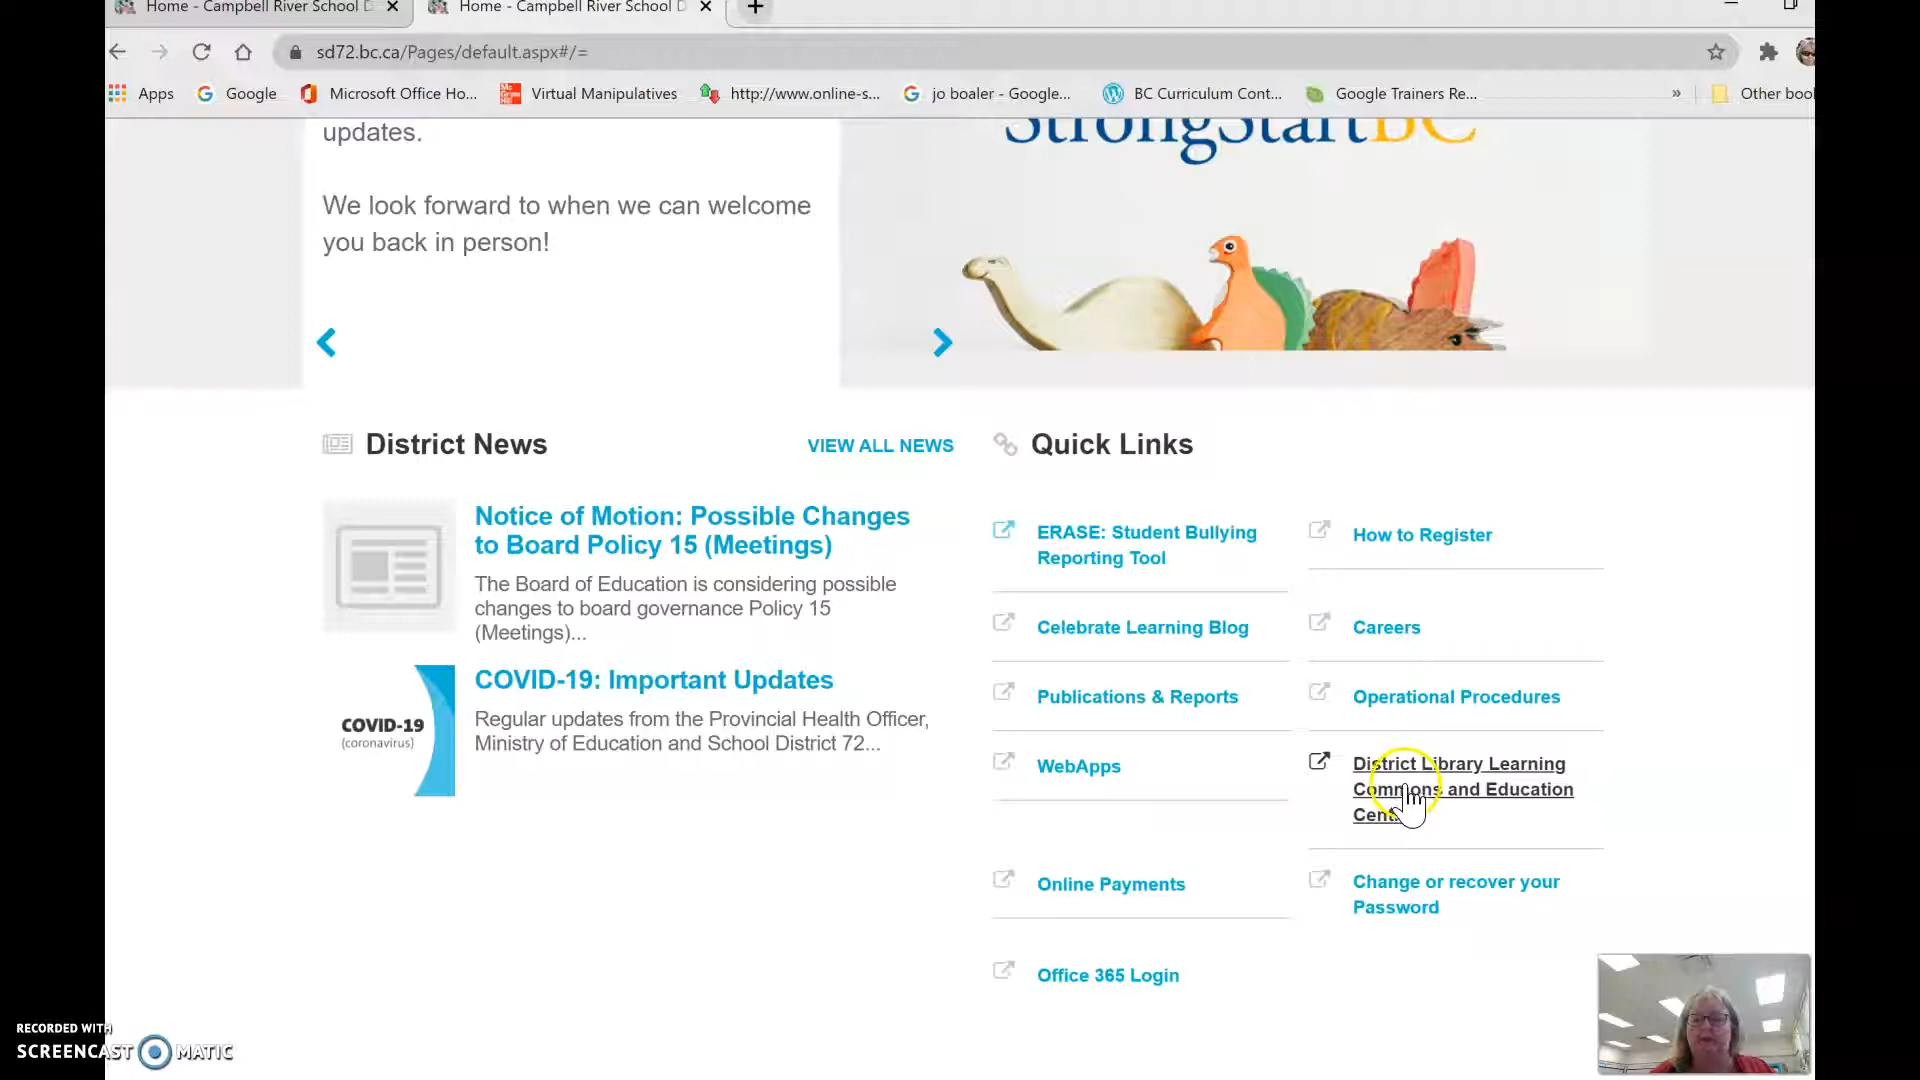 Home - Campbell River School D
Home - Campbell River School D
sd72.bc.ca/Pages/default.aspx#/=
Apps
Google
Microsoft Office Ho...
Virtual Manipulatives
http://www.online-s...
jo boaler - Google...
BC Curriculum Cont...
Google Trainers Re...
»
Other boo
updates.
We look forward to when we can welcome
you back in person!
StrongStart BC
District News
VIEW ALL NEWS
Notice of Motion: Possible Changes
to Board Policy 15 (Meetings)
The Board of Education is considering possible
changes to board governance Policy 15
(Meetings)...
COVID-19
(coronavirus)
COVID-19: Important Updates
Regular updates from the Provincial Health Officer,
Ministry of Education and School District 72...
Quick Links
ERASE: Student Bullying
Reporting Tool
How to Register
Celebrate Learning Blog
Careers
Publications & Reports
Operational Procedures
WebApps
District Library Learning
Commons and Education
Online Payments
Change or recover your
Password
Office 365 Login
RECORDED WITH
SCREENCAST MATIC